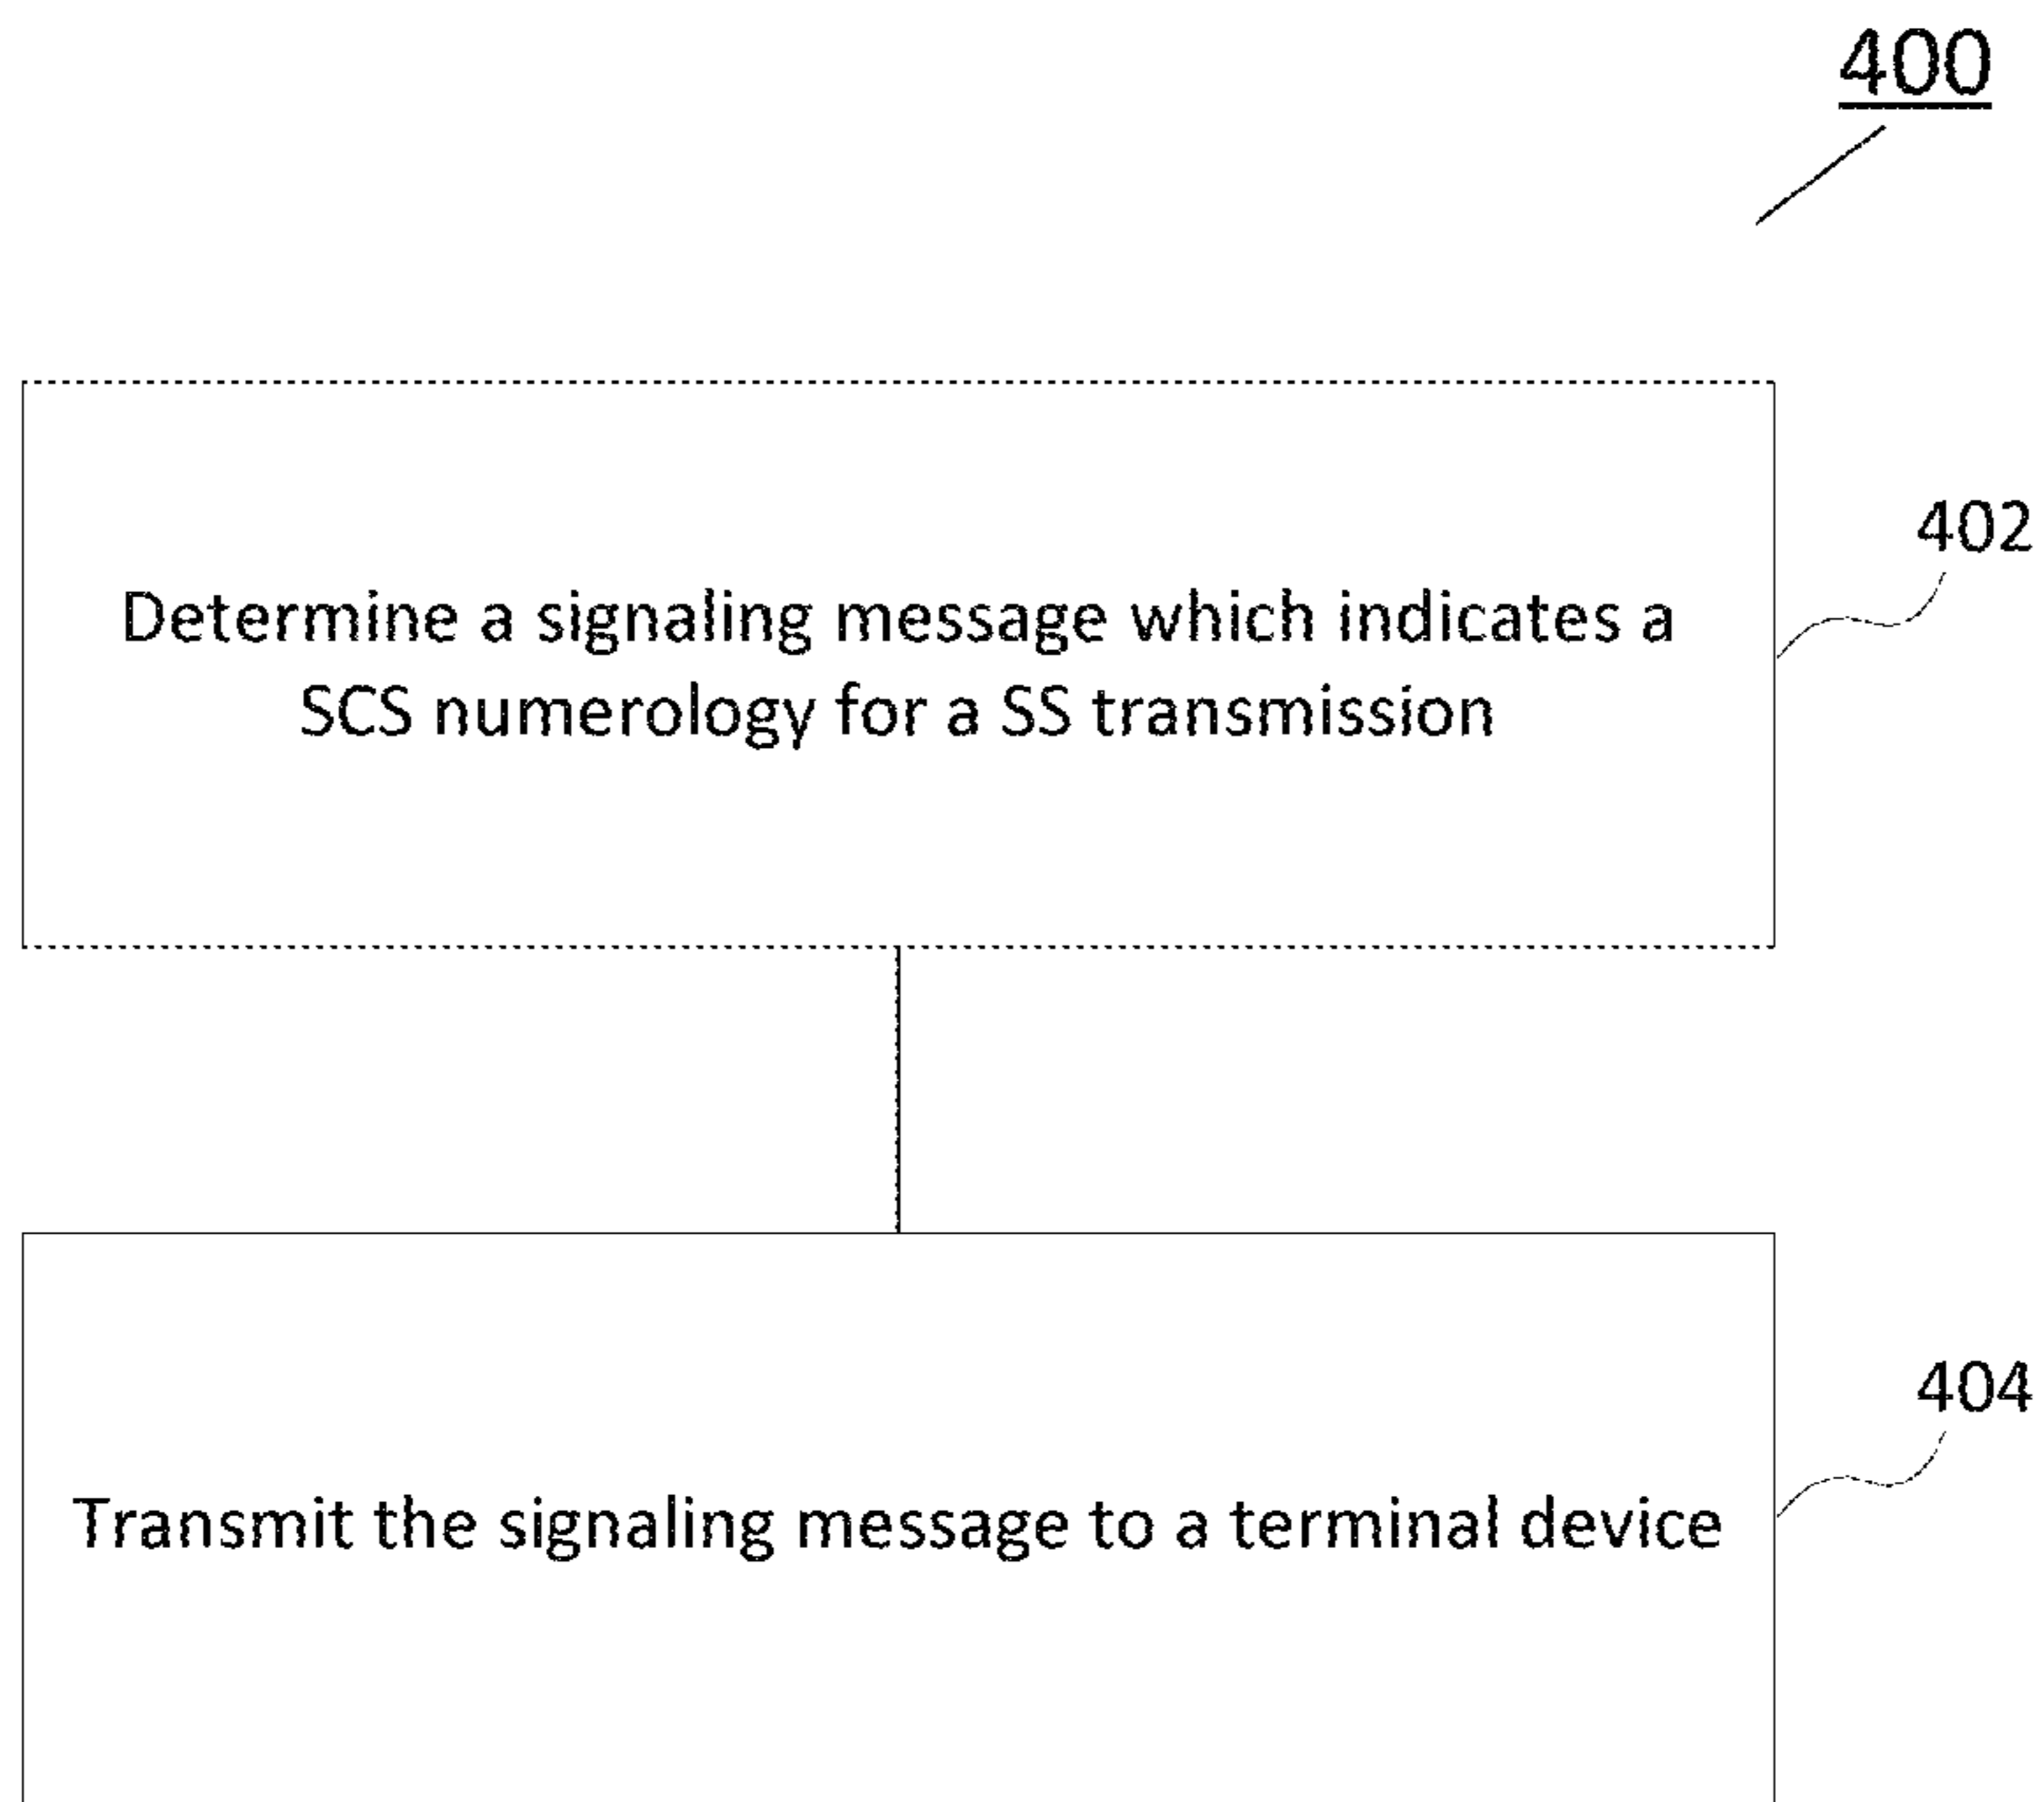 400
Determine a signaling message which indicates a
SCS numerology for a SS transmission
402
Transmit the signaling message to a terminal device
404